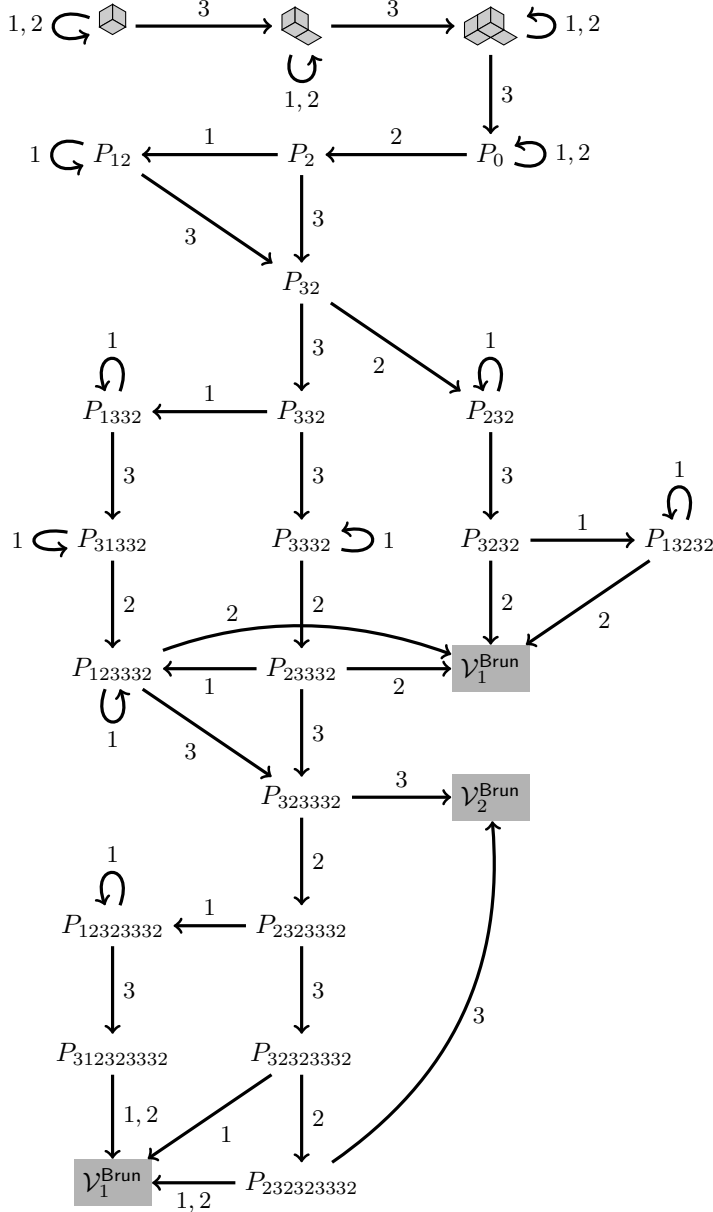 1, 2 3 3 1, 2
1, 2
3
1 P₁₂ 1 P₂ 2 P₀ 1, 2
3 3
P₃₂
3 2
1 1
P₁₃₃₂ 1 P₃₃₂ P₂₃₂
3 3 3 1
1 P₃₁₃₃₂ P₃₃₃₂ 1 P₃₂₃₂ 1 P₁₃₂₃₂
2 2 2 2
2
P₁₂₃₃₃₂ 1 P₂₃₃₃₂ 2 𝒱₁ᴮʳᵘⁿ
1 3 3
P₃₂₃₃₃₂ 3 𝒱₂ᴮʳᵘⁿ
2
1
P₁₂₃₂₃₃₃₂ 1 P₂₃₂₃₃₃₂
3 3 3
P₃₁₂₃₂₃₃₃₂ P₃₂₃₂₃₃₃₂
1, 2 1 2
𝒱₁ᴮʳᵘⁿ 1, 2 P₂₃₂₃₂₃₃₃₂